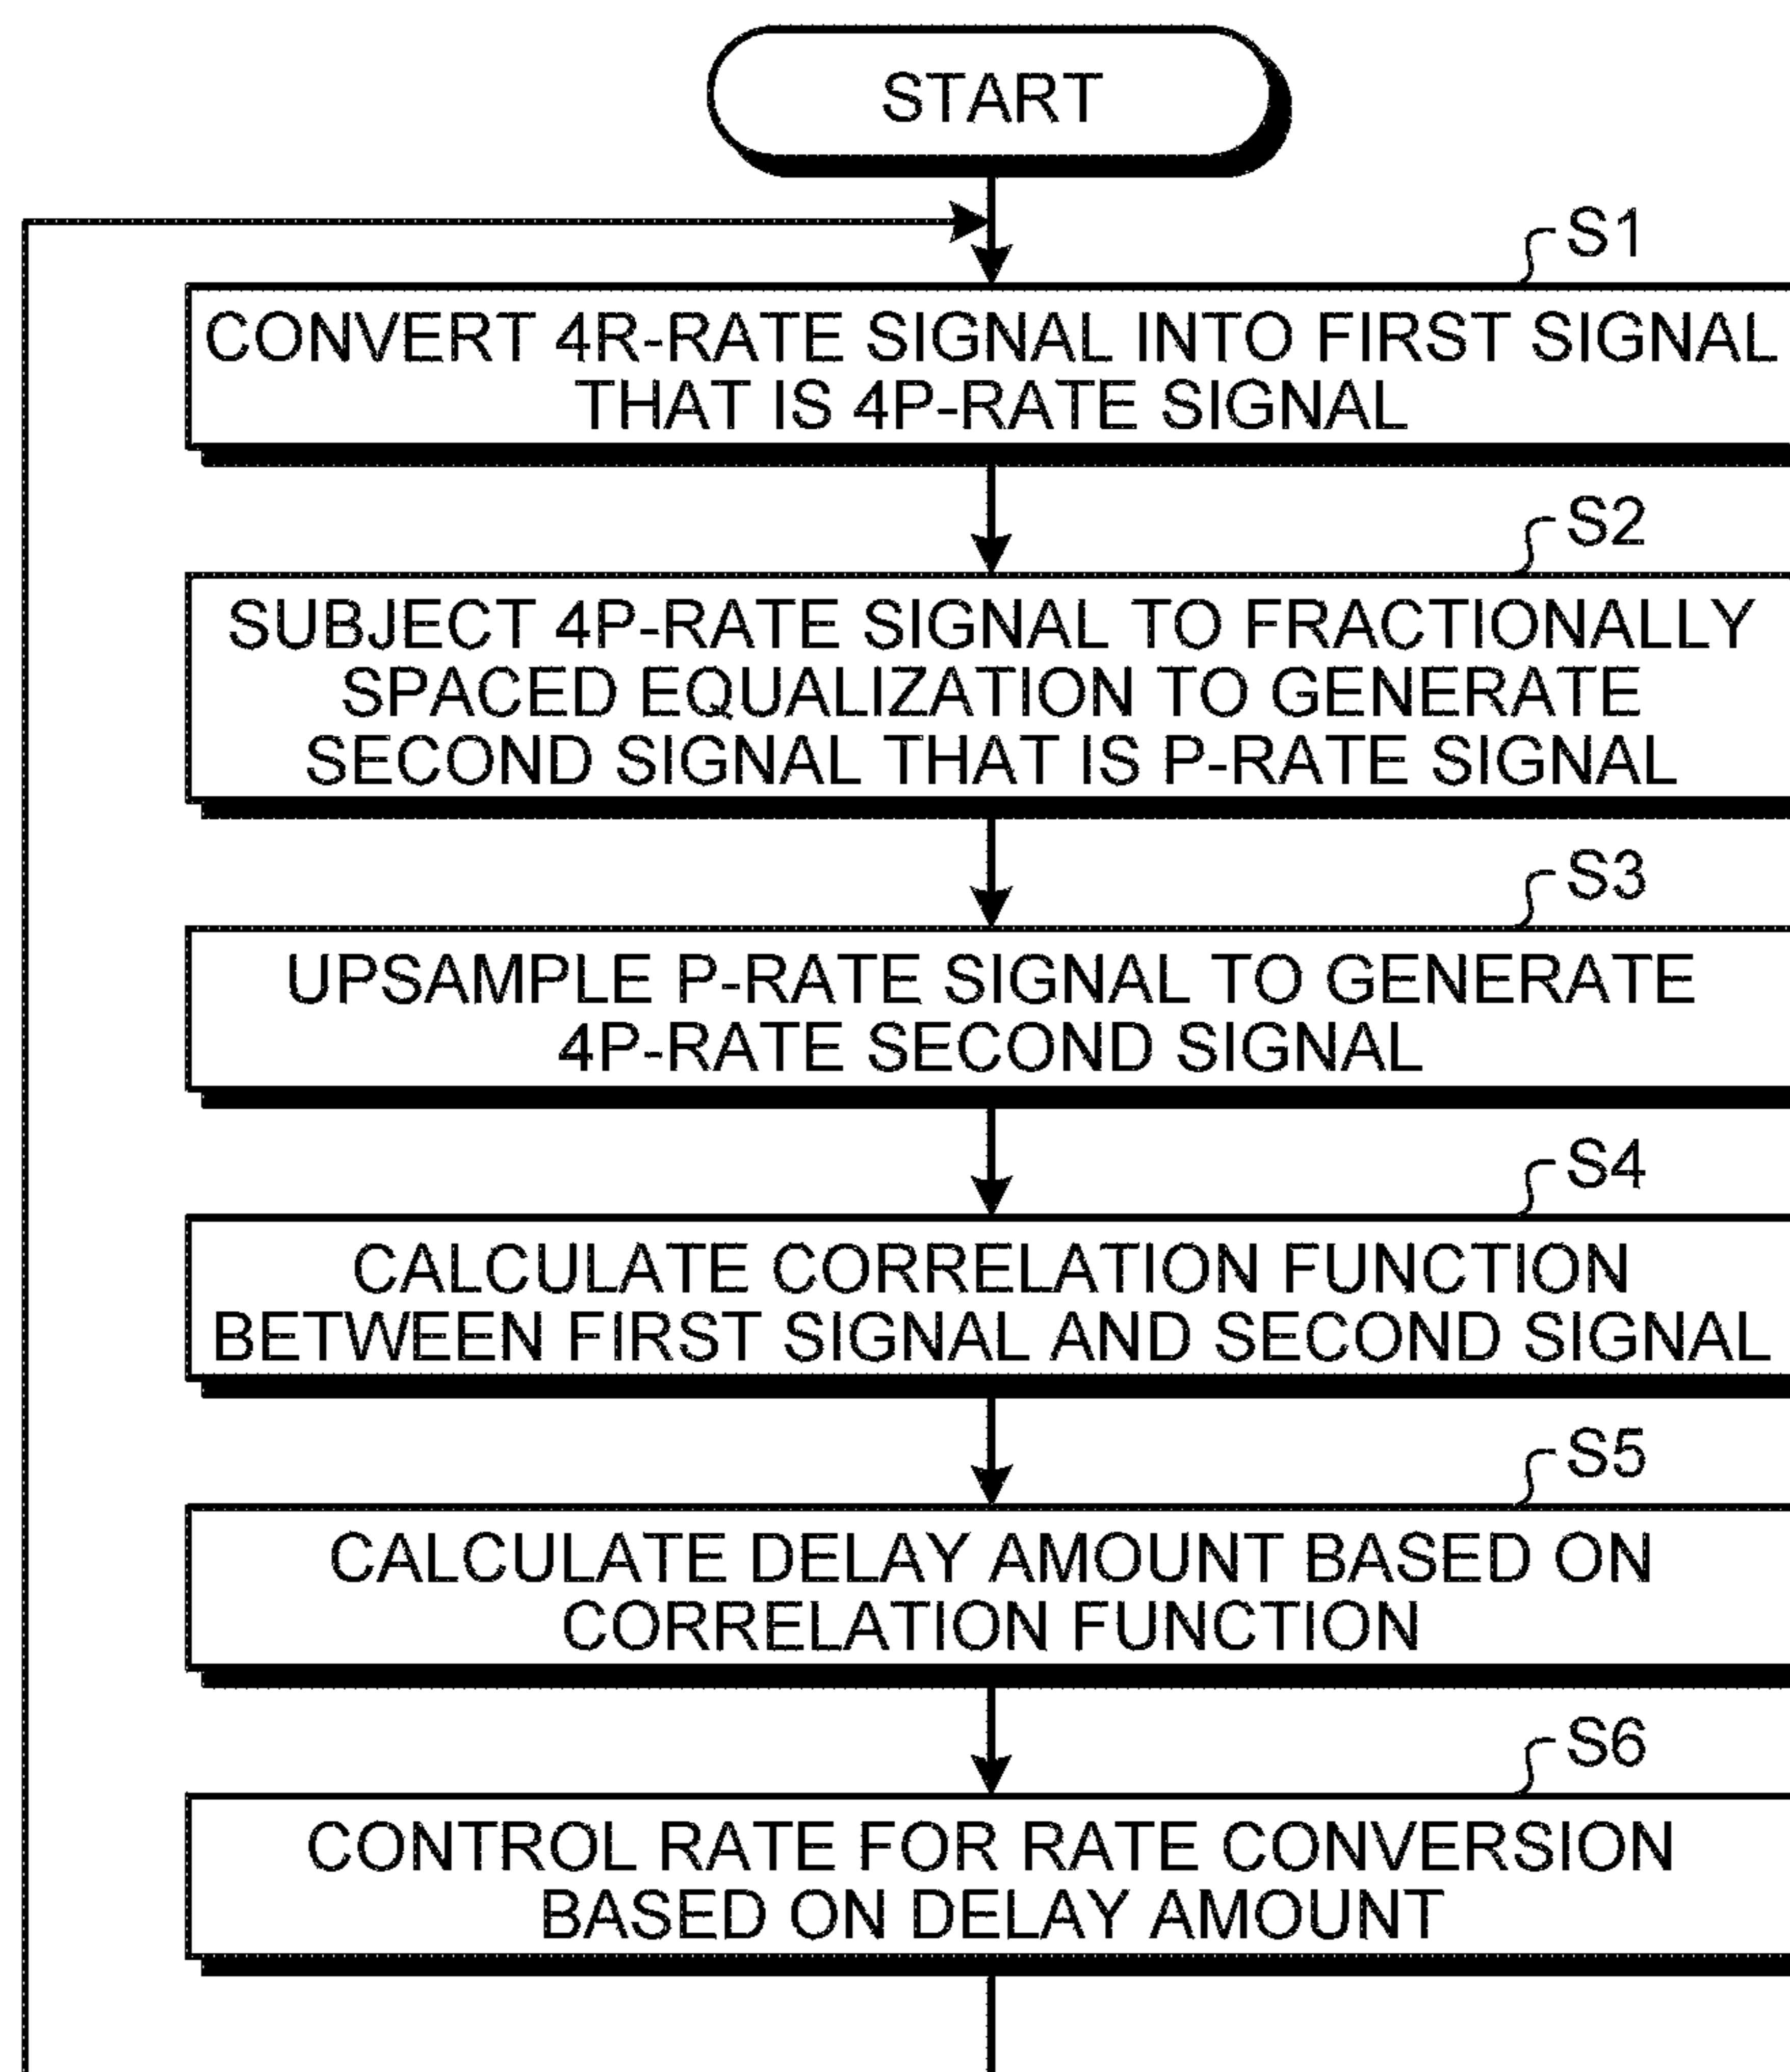 START
S1
CONVERT 4R-RATE SIGNAL INTO FIRST SIGNAL
THAT IS 4P-RATE SIGNAL
S2
SUBJECT 4P-RATE SIGNAL TO FRACTIONALLY
SPACED EQUALIZATION TO GENERATE
SECOND SIGNAL THAT IS P-RATE SIGNAL
S3
UPSAMPLE P-RATE SIGNAL TO GENERATE
4P-RATE SECOND SIGNAL
S4
CALCULATE CORRELATION FUNCTION
BETWEEN FIRST SIGNAL AND SECOND SIGNAL
S5
CALCULATE DELAY AMOUNT BASED ON
CORRELATION FUNCTION
S6
CONTROL RATE FOR RATE CONVERSION
BASED ON DELAY AMOUNT